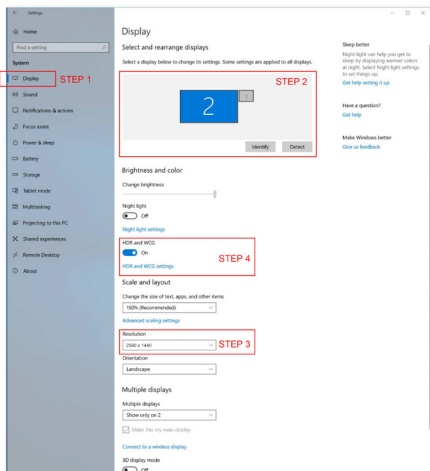 Settings
Home
Find a setting
System
Display
STEP 1
Sound
Notifications & actions
Focus assist
Power & sleep
Battery
Storage
Tablet mode
Multitasking
Projecting to this PC
Shared experiences
Remote Desktop
About
Display
Select and rearrange displays
Select a display below to change its settings. Some settings are applied to all displays.
STEP 2
2
1
Identify
Detect
Brightness and color
Change brightness
Night light
Off
Night light settings
HDR and WCG
On
STEP 4
HDR and WCG settings
Scale and layout
Change the size of text, apps, and other items
150% (Recommended)
Advanced scaling settings
Resolution
2560 x 1440
STEP 3
Orientation
Landscape
Multiple displays
Multiple displays
Show only on 2
Make this my main display
Connect to a wireless display
3D display mode
Off
Sleep better
Night light can help you get to
sleep by displaying warmer colors
at night. Select Night light settings
to set things up.
Get help setting it up
Have a question?
Get help
Make Windows better
Give us feedback